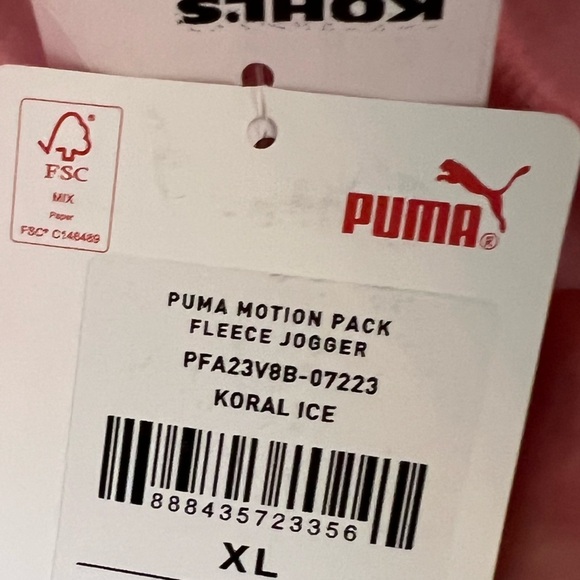 KOHL'S
FSC®
MIX
Paper
FSC® C146489
PUMA®
PUMA MOTION PACK
FLEECE JOGGER
PFA23V8B-07223
KORAL ICE
888435723356
XL